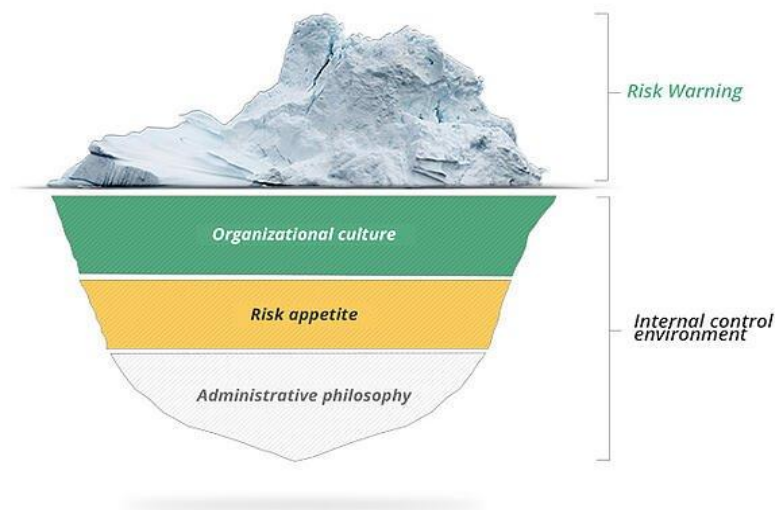 Risk Warning
Organizational culture
Risk appetite
Internal control
environment
Administrative philosophy